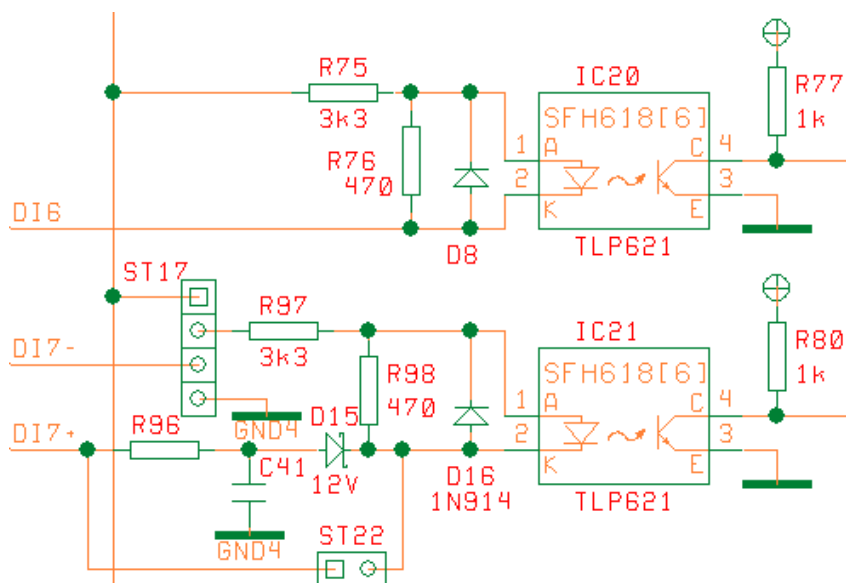 R75
3k3
R76
470
DI6
D8
IC20
SFH618[6]
1
A
2
K
C
4
3
E
TLP621
R77
1k
ST17
R97
3k3
DI7-
R98
470
DI7+
R96
GND4
D15
12V
C41
GND4
ST22
D16
1N914
IC21
SFH618[6]
1
A
2
K
C
4
3
E
TLP621
R80
1k